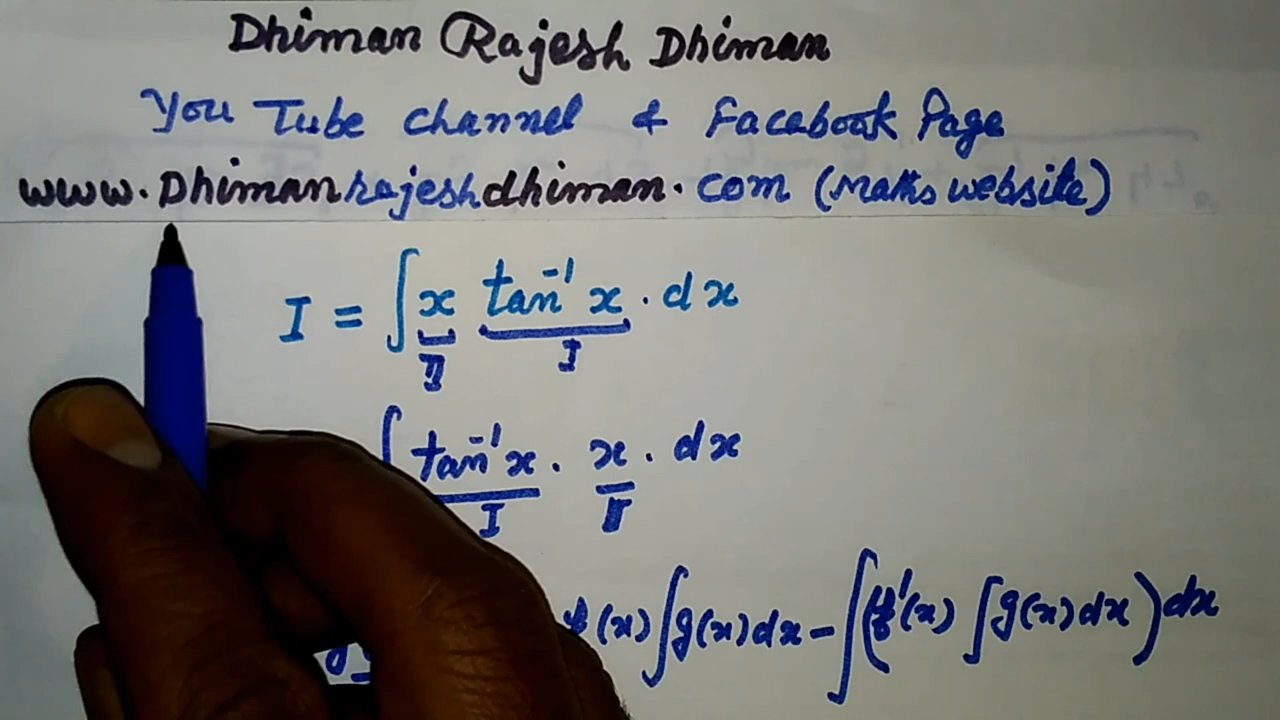 Dhiman Rajesh Dhiman
You Tube channel & Facebook Page
www.Dhimanrajeshdhiman.com (Maths website)
I = ∫ x tan⁻¹ x . dx
II I
∫ tan⁻¹x . x . dx
I II
f(x) ∫g(x)dx - ∫(f'(x) ∫g(x)dx)dx